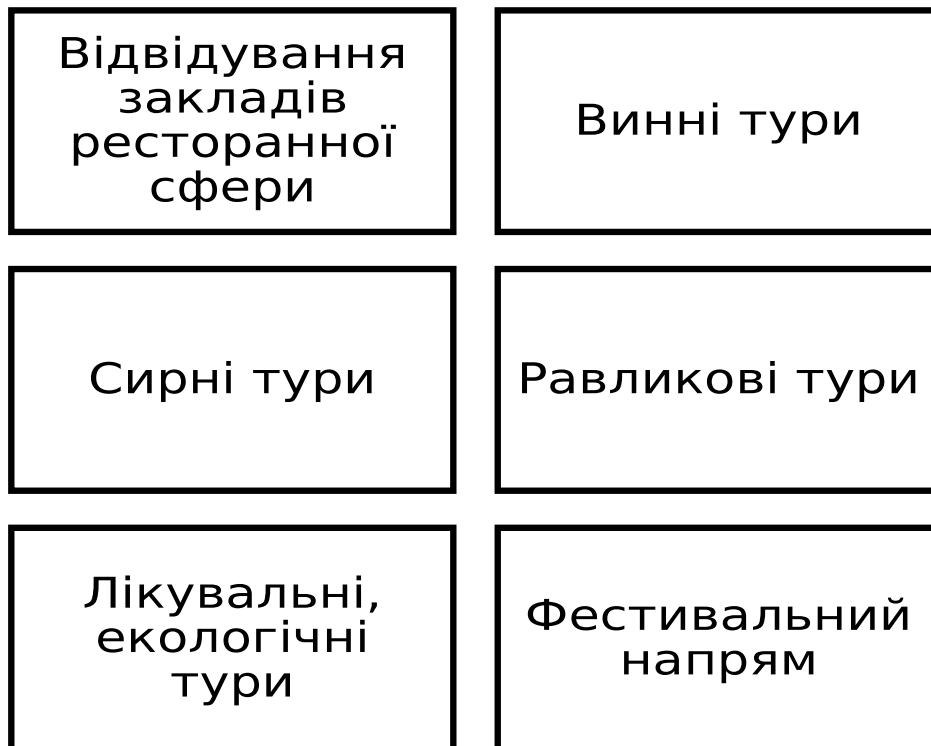 Відвідування
закладів
ресторанної
сфери
Винні тури
Сирні тури
Равликові тури
Лікувальні,
екологічні
тури
Фестивальний
напрям